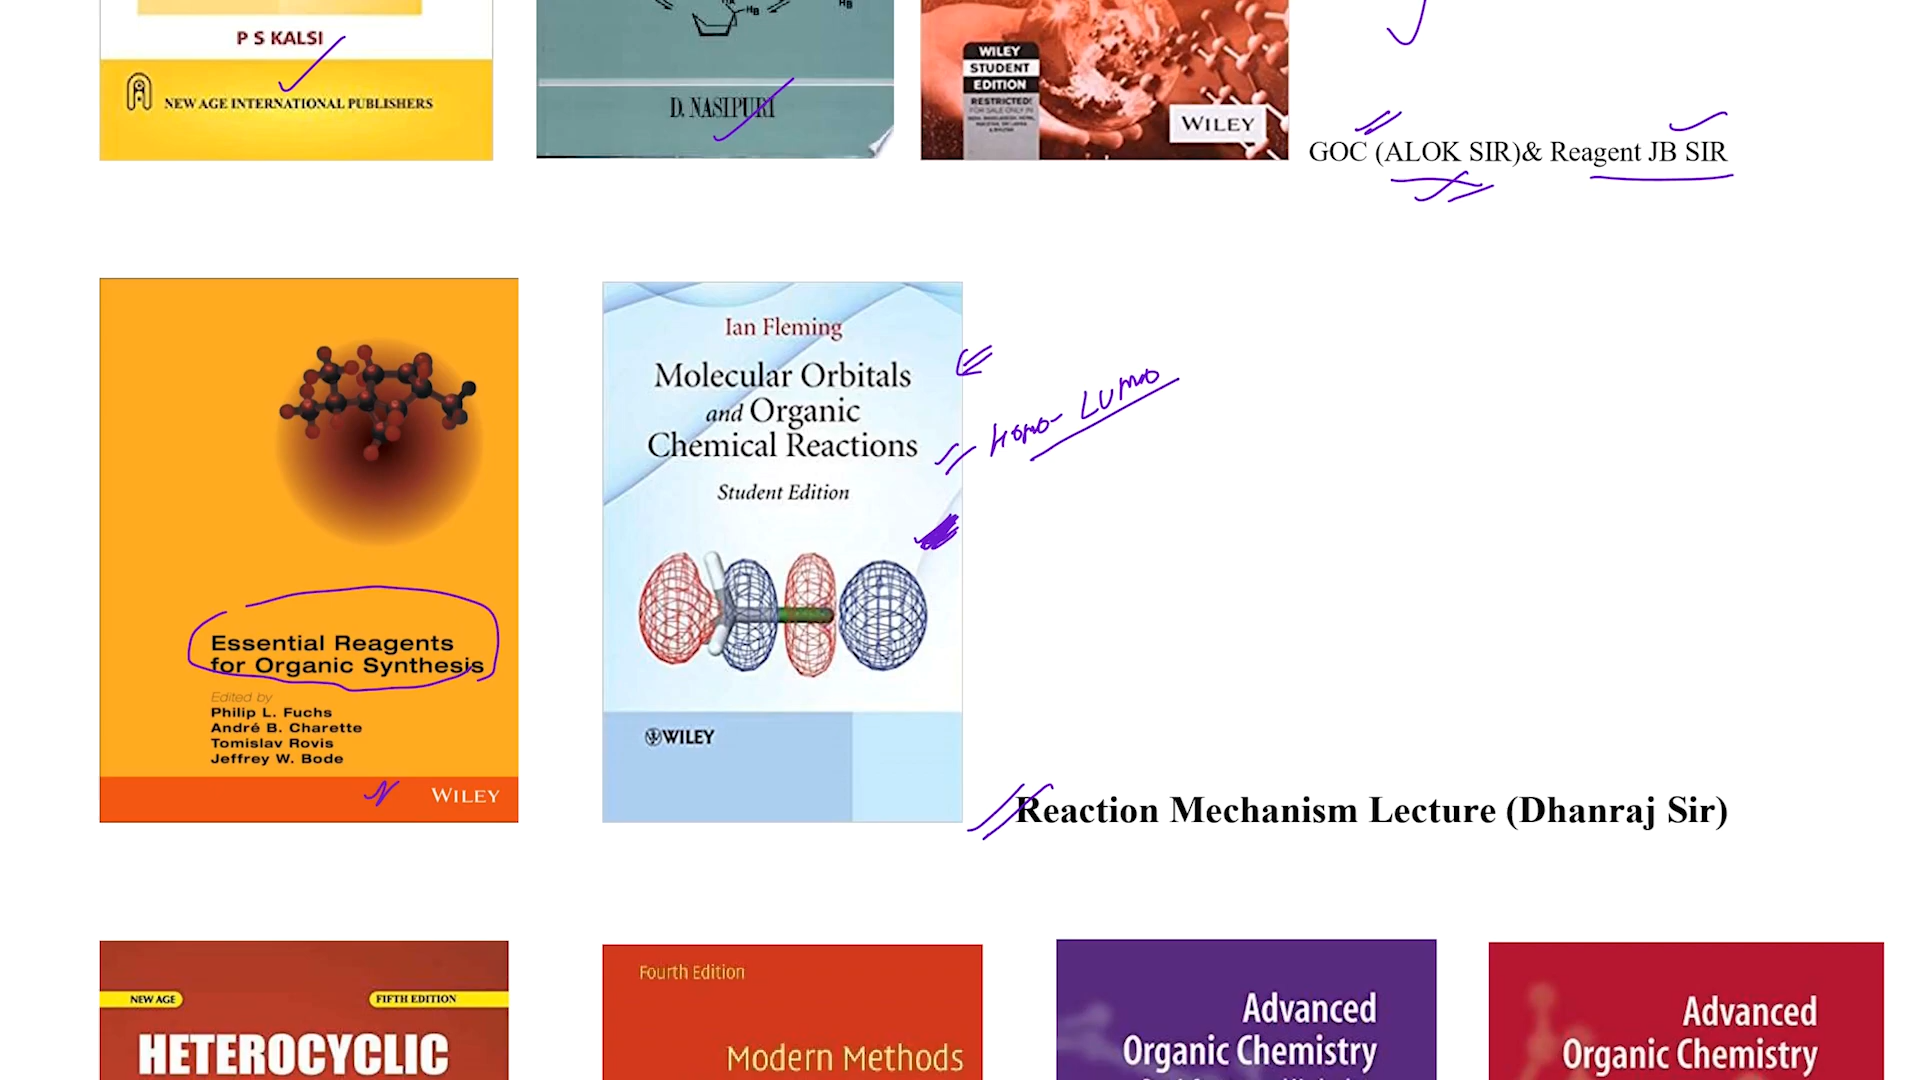 P S KALSI
NEW AGE INTERNATIONAL PUBLISHERS
HB
HB
D. NASIPURI
WILEY
STUDENT
EDITION
RESTRICTED!
WILEY
GOC (ALOK SIR)& Reagent JB SIR
Essential Reagents
for Organic Synthesis
Edited by
Philip L. Fuchs
André B. Charette
Tomislav Rovis
Jeffrey W. Bode
WILEY
Ian Fleming
Molecular Orbitals
and Organic
Chemical Reactions
Student Edition
WILEY
Homo- LUMO
Reaction Mechanism Lecture (Dhanraj Sir)
NEW AGE
FIFTH EDITION
HETEROCYCLIC
Fourth Edition
Modern Methods
Advanced
Organic Chemistry
Advanced
Organic Chemistry